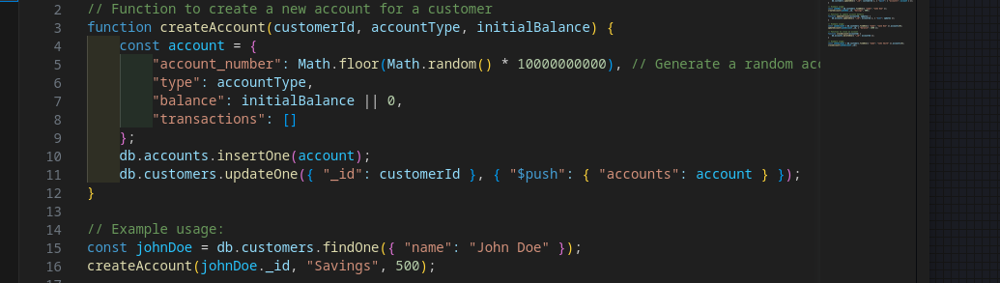 2 // Function to create a new account for a customer
3 function createAccount(customerId, accountType, initialBalance) {
4 const account = {
5 "account_number": Math.floor(Math.random() * 10000000000), // Generate a random
6 "type": accountType,
7 "balance": initialBalance || 0,
8 "transactions": []
9 };
10 db.accounts.insertOne(account);
11 db.customers.updateOne({ "_id": customerId }, { "$push": { "accounts": account } });
12 }
13
14 // Example usage:
15 const johnDoe = db.customers.findOne({ "name": "John Doe" });
16 createAccount(johnDoe._id, "Savings", 500);